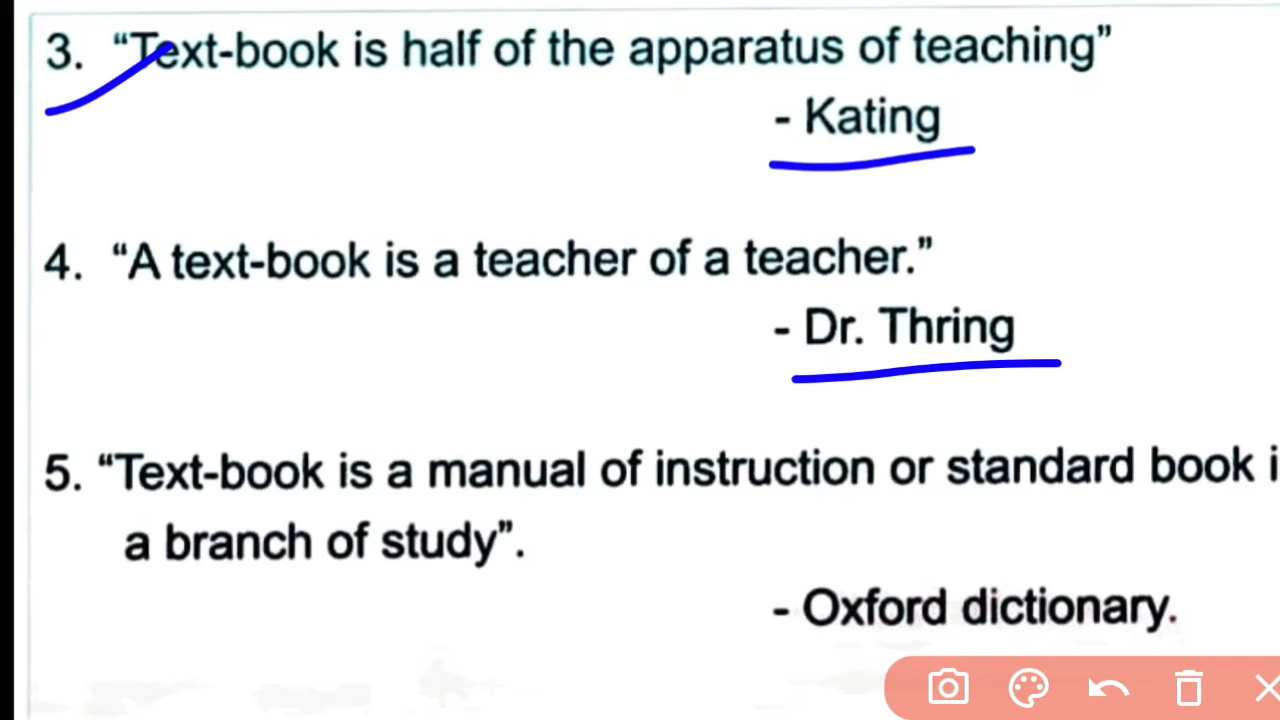 3. “Text-book is half of the apparatus of teaching”
- Kating
4. “A text-book is a teacher of a teacher.”
- Dr. Thring
5. “Text-book is a manual of instruction or standard book i
a branch of study”.
- Oxford dictionary.